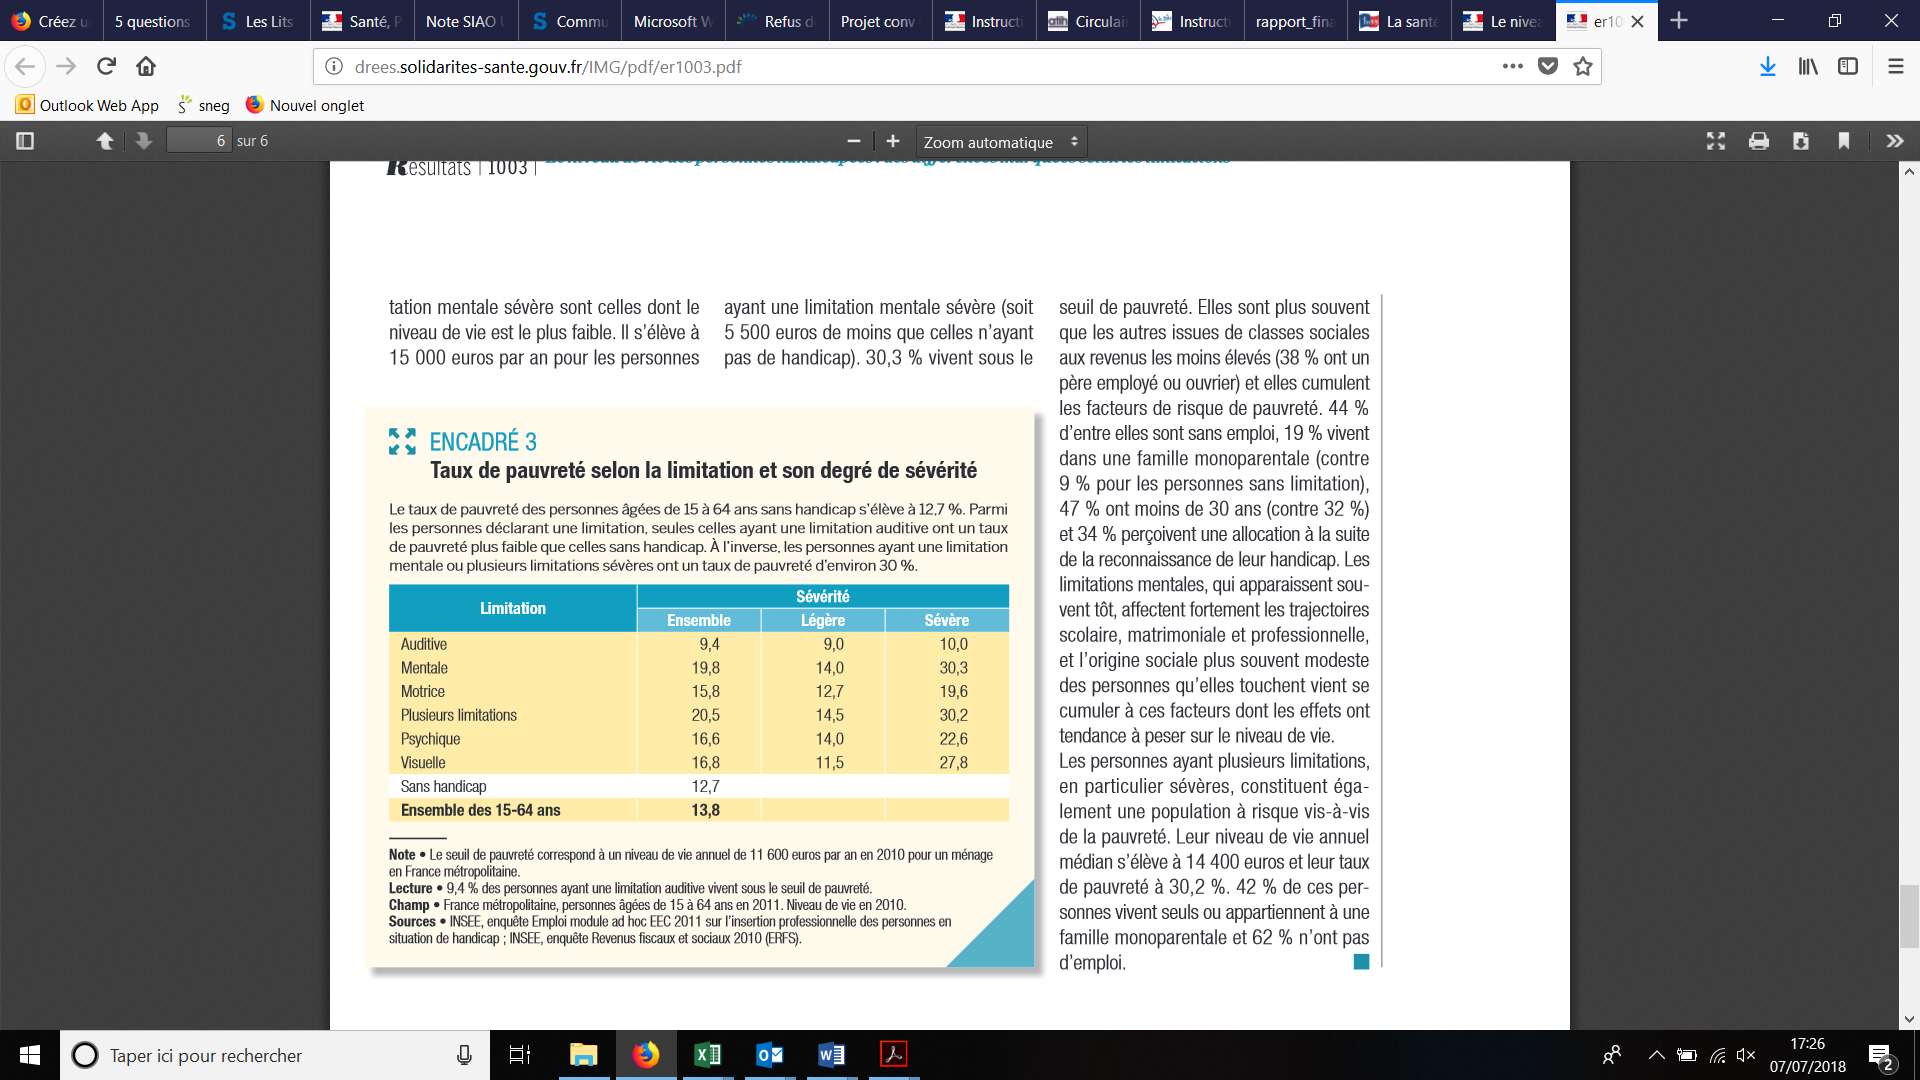 Créez u
5 questions
Les Lits
Santé, P
Note SIAO
Commu
Microsoft W
Refus d
Projet conv
Instructi
Circulai
Instructi
rapport_fina
La santé
Le nivea
er10
drees.solidarites-sante.gouv.fr/IMG/pdf/er1003.pdf
Outlook Web App
sneg
Nouvel onglet
6 sur 6
Zoom automatique
Résultats | 1003 |
tation mentale sévère sont celles dont le
niveau de vie est le plus faible. Il s’élève à
15 000 euros par an pour les personnes
ayant une limitation mentale sévère (soit
5 500 euros de moins que celles n’ayant
pas de handicap). 30,3 % vivent sous le
seuil de pauvreté. Elles sont plus souvent
que les autres issues de classes sociales
aux revenus les moins élevés (38 % ont un
père employé ou ouvrier) et elles cumulent
les facteurs de risque de pauvreté. 44 %
d’entre elles sont sans emploi, 19 % vivent
dans une famille monoparentale (contre
9 % pour les personnes sans limitation),
47 % ont moins de 30 ans (contre 32 %)
et 34 % perçoivent une allocation à la suite
de la reconnaissance de leur handicap. Les
limitations mentales, qui apparaissent sou-
vent tôt, affectent fortement les trajectoires
scolaire, matrimoniale et professionnelle,
et l’origine sociale plus souvent modeste
des personnes qu’elles touchent vient se
cumuler à ces facteurs dont les effets ont
tendance à peser sur le niveau de vie.
Les personnes ayant plusieurs limitations,
en particulier sévères, constituent éga-
lement une population à risque vis-à-vis
de la pauvreté. Leur niveau de vie annuel
médian s’élève à 14 400 euros et leur taux
de pauvreté à 30,2 %. 42 % de ces per-
sonnes vivent seuls ou appartiennent à une
famille monoparentale et 62 % n’ont pas
d’emploi.
ENCADRÉ 3
Taux de pauvreté selon la limitation et son degré de sévérité
Le taux de pauvreté des personnes âgées de 15 à 64 ans sans handicap s’élève à 12,7 %. Parmi
les personnes déclarant une limitation, seules celles ayant une limitation auditive ont un taux
de pauvreté plus faible que celles sans handicap. À l’inverse, les personnes ayant une limitation
mentale ou plusieurs limitations sévères ont un taux de pauvreté d’environ 30 %.
Limitation Sévérité
Ensemble Légère Sévère
Auditive 9,4 9,0 10,0
Mentale 19,8 14,0 30,3
Motrice 15,8 12,7 19,6
Plusieurs limitations 20,5 14,5 30,2
Psychique 16,6 14,0 22,6
Visuelle 16,8 11,5 27,8
Sans handicap 12,7
Ensemble des 15-64 ans 13,8
Note • Le seuil de pauvreté correspond à un niveau de vie annuel de 11 600 euros par an en 2010 pour un ménage
en France métropolitaine.
Lecture • 9,4 % des personnes ayant une limitation auditive vivent sous le seuil de pauvreté.
Champ • France métropolitaine, personnes âgées de 15 à 64 ans en 2011. Niveau de vie en 2010.
Sources • INSEE, enquête Emploi module ad hoc EEC 2011 sur l’insertion professionnelle des personnes en
situation de handicap ; INSEE, enquête Revenus fiscaux et sociaux 2010 (ERFS).
Taper ici pour rechercher
17:26
07/07/2018
2